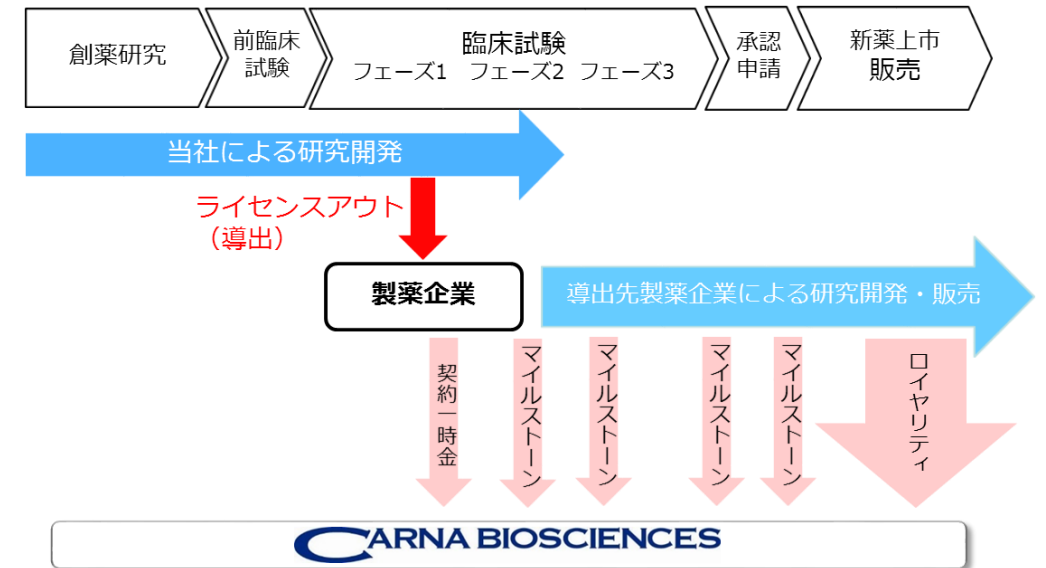 創薬研究
前臨床
試験
臨床試験
フェーズ1 フェーズ2 フェーズ3
承認
申請
新薬上市
販売
当社による研究開発
ライセンスアウト
（導出）
製薬企業
導出先製薬企業による研究開発・販売
契約一時金
マイルストーン
マイルストーン
マイルストーン
マイルストーン
ロイヤリティ
CARNA BIOSCIENCES